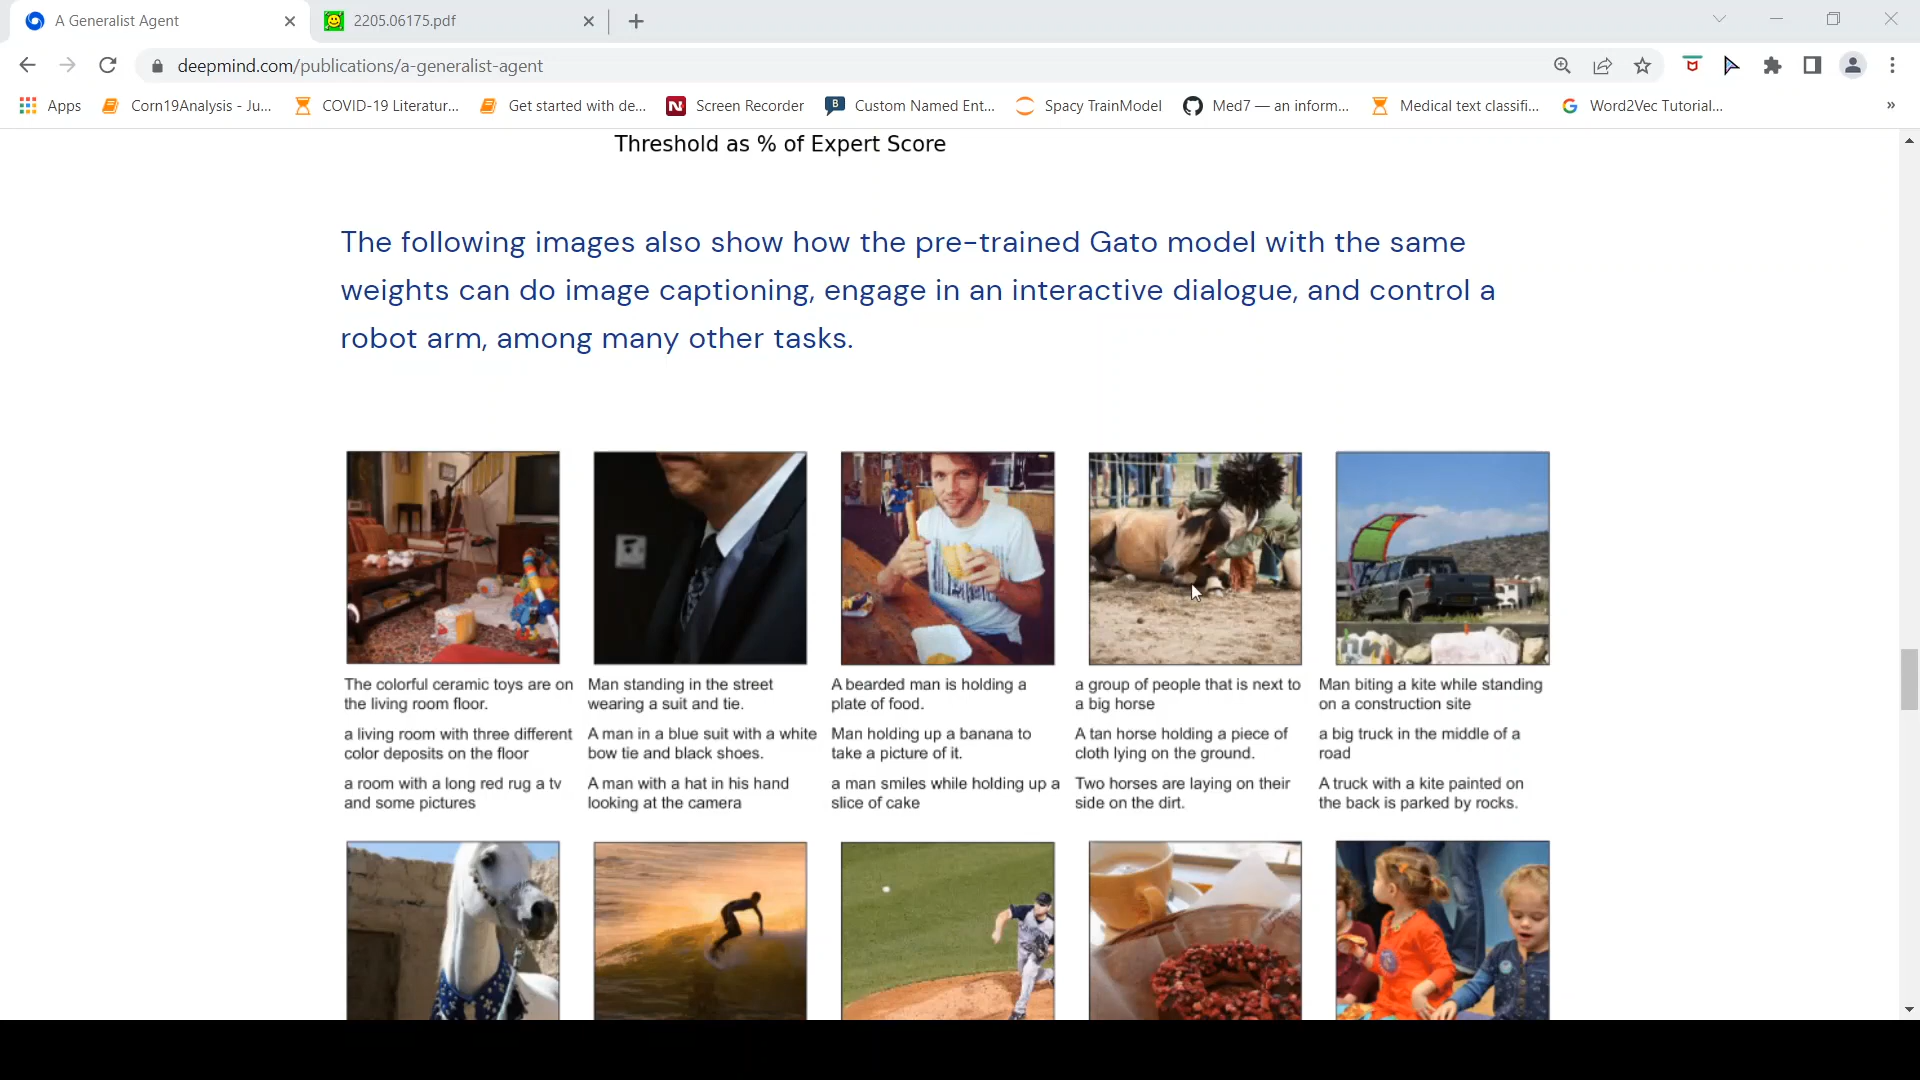 A Generalist Agent
2205.06175.pdf
deepmind.com/publications/a-generalist-agent
Apps
Corn19Analysis - Ju...
COVID-19 Literatur...
Get started with de...
N
Screen Recorder
B
Custom Named Ent...
Spacy TrainModel
Med7 — an inform...
Medical text classifi...
G
Word2Vec Tutorial...
»
Threshold as % of Expert Score
The following images also show how the pre-trained Gato model with the same
weights can do image captioning, engage in an interactive dialogue, and control a
robot arm, among many other tasks.
The colorful ceramic toys are on
the living room floor.
a living room with three different
color deposits on the floor
a room with a long red rug a tv
and some pictures
Man standing in the street
wearing a suit and tie.
A man in a blue suit with a white
bow tie and black shoes.
A man with a hat in his hand
looking at the camera
A bearded man is holding a
plate of food.
Man holding up a banana to
take a picture of it.
a man smiles while holding up a
slice of cake
a group of people that is next to
a big horse
A tan horse holding a piece of
cloth lying on the ground.
Two horses are laying on their
side on the dirt.
Man biting a kite while standing
on a construction site
a big truck in the middle of a
road
A truck with a kite painted on
the back is parked by rocks.